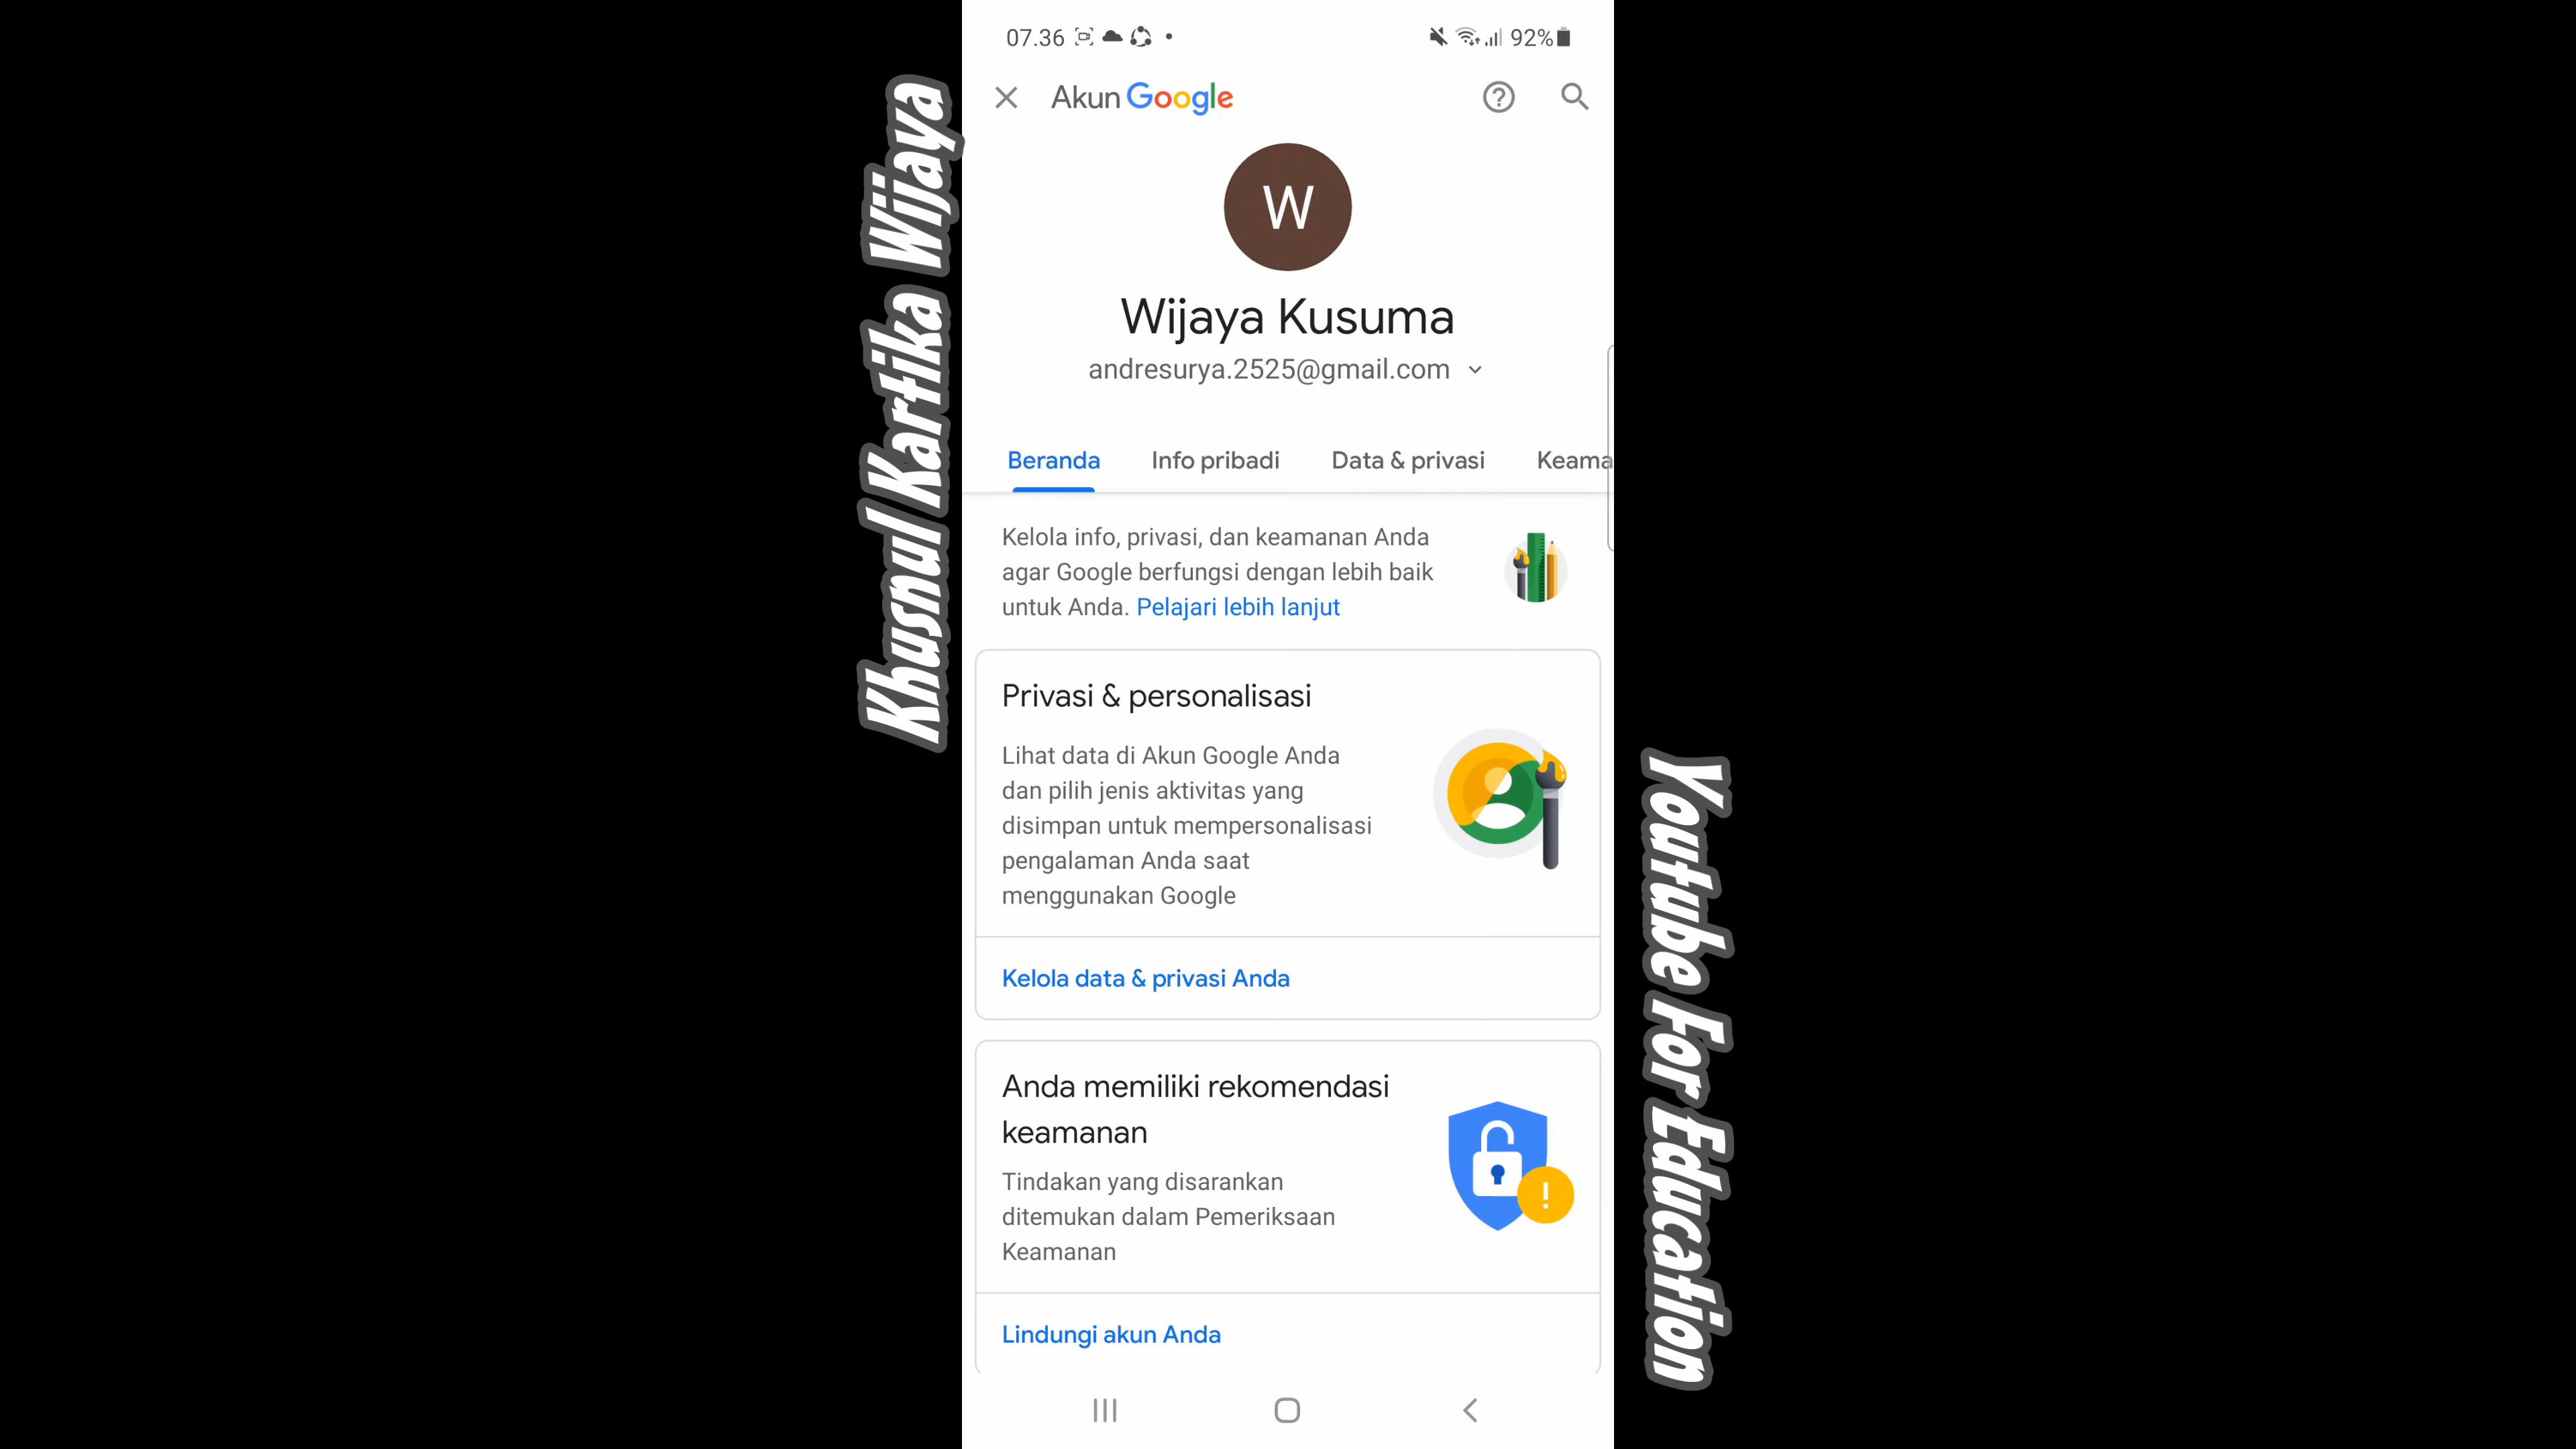 07.36
92%
Akun Google
W
Wijaya Kusuma
andresurya.2525@gmail.com
Beranda Info pribadi Data & privasi Keama
Kelola info, privasi, dan keamanan Anda
agar Google berfungsi dengan lebih baik
untuk Anda. Pelajari lebih lanjut
Privasi & personalisasi
Lihat data di Akun Google Anda
dan pilih jenis aktivitas yang
disimpan untuk mempersonalisasi
pengalaman Anda saat
menggunakan Google
Kelola data & privasi Anda
Anda memiliki rekomendasi
keamanan
Tindakan yang disarankan
ditemukan dalam Pemeriksaan
Keamanan
Lindungi akun Anda
Khusnul Kartika Wijaya
Youtube For Education